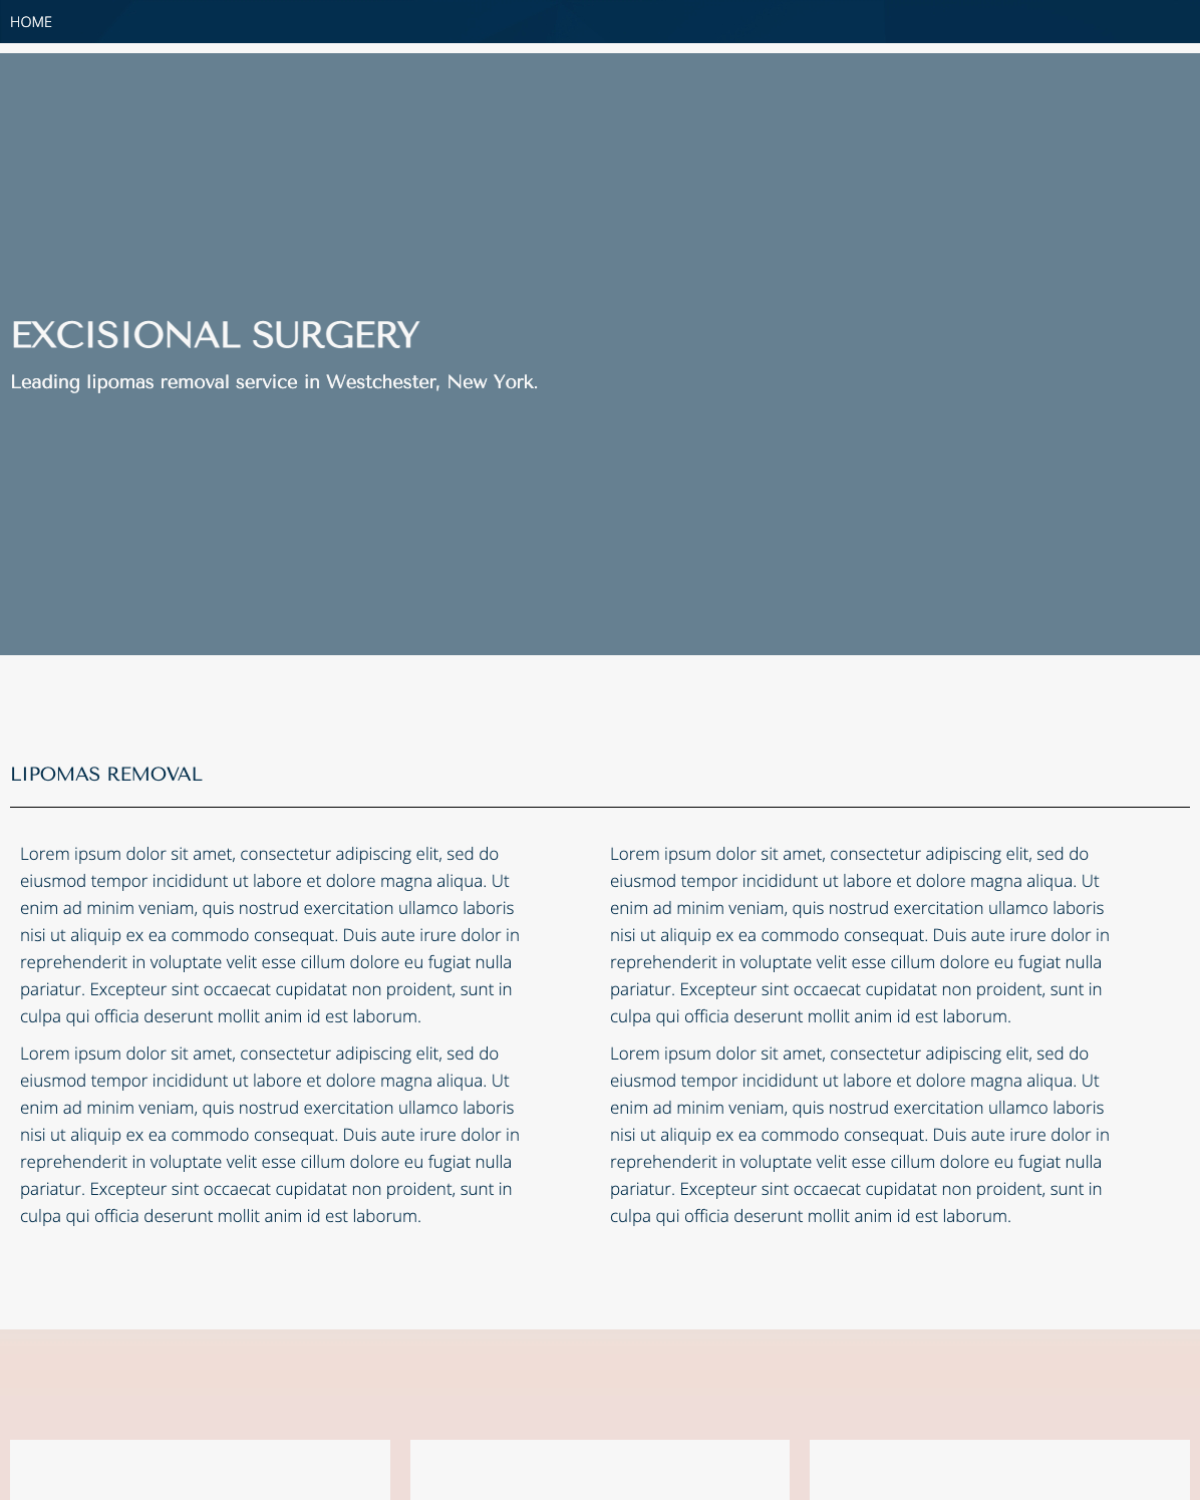 HOME
EXCISIONAL SURGERY
Leading lipomas removal service in Westchester, New York.
LIPOMAS REMOVAL
Lorem ipsum dolor sit amet, consectetur adipiscing elit, sed do
eiusmod tempor incididunt ut labore et dolore magna aliqua. Ut
enim ad minim veniam, quis nostrud exercitation ullamco laboris
nisi ut aliquip ex ea commodo consequat. Duis aute irure dolor in
reprehenderit in voluptate velit esse cillum dolore eu fugiat nulla
pariatur. Excepteur sint occaecat cupidatat non proident, sunt in
culpa qui officia deserunt mollit anim id est laborum.
Lorem ipsum dolor sit amet, consectetur adipiscing elit, sed do
eiusmod tempor incididunt ut labore et dolore magna aliqua. Ut
enim ad minim veniam, quis nostrud exercitation ullamco laboris
nisi ut aliquip ex ea commodo consequat. Duis aute irure dolor in
reprehenderit in voluptate velit esse cillum dolore eu fugiat nulla
pariatur. Excepteur sint occaecat cupidatat non proident, sunt in
culpa qui officia deserunt mollit anim id est laborum.
Lorem ipsum dolor sit amet, consectetur adipiscing elit, sed do
eiusmod tempor incididunt ut labore et dolore magna aliqua. Ut
enim ad minim veniam, quis nostrud exercitation ullamco laboris
nisi ut aliquip ex ea commodo consequat. Duis aute irure dolor in
reprehenderit in voluptate velit esse cillum dolore eu fugiat nulla
pariatur. Excepteur sint occaecat cupidatat non proident, sunt in
culpa qui officia deserunt mollit anim id est laborum.
Lorem ipsum dolor sit amet, consectetur adipiscing elit, sed do
eiusmod tempor incididunt ut labore et dolore magna aliqua. Ut
enim ad minim veniam, quis nostrud exercitation ullamco laboris
nisi ut aliquip ex ea commodo consequat. Duis aute irure dolor in
reprehenderit in voluptate velit esse cillum dolore eu fugiat nulla
pariatur. Excepteur sint occaecat cupidatat non proident, sunt in
culpa qui officia deserunt mollit anim id est laborum.